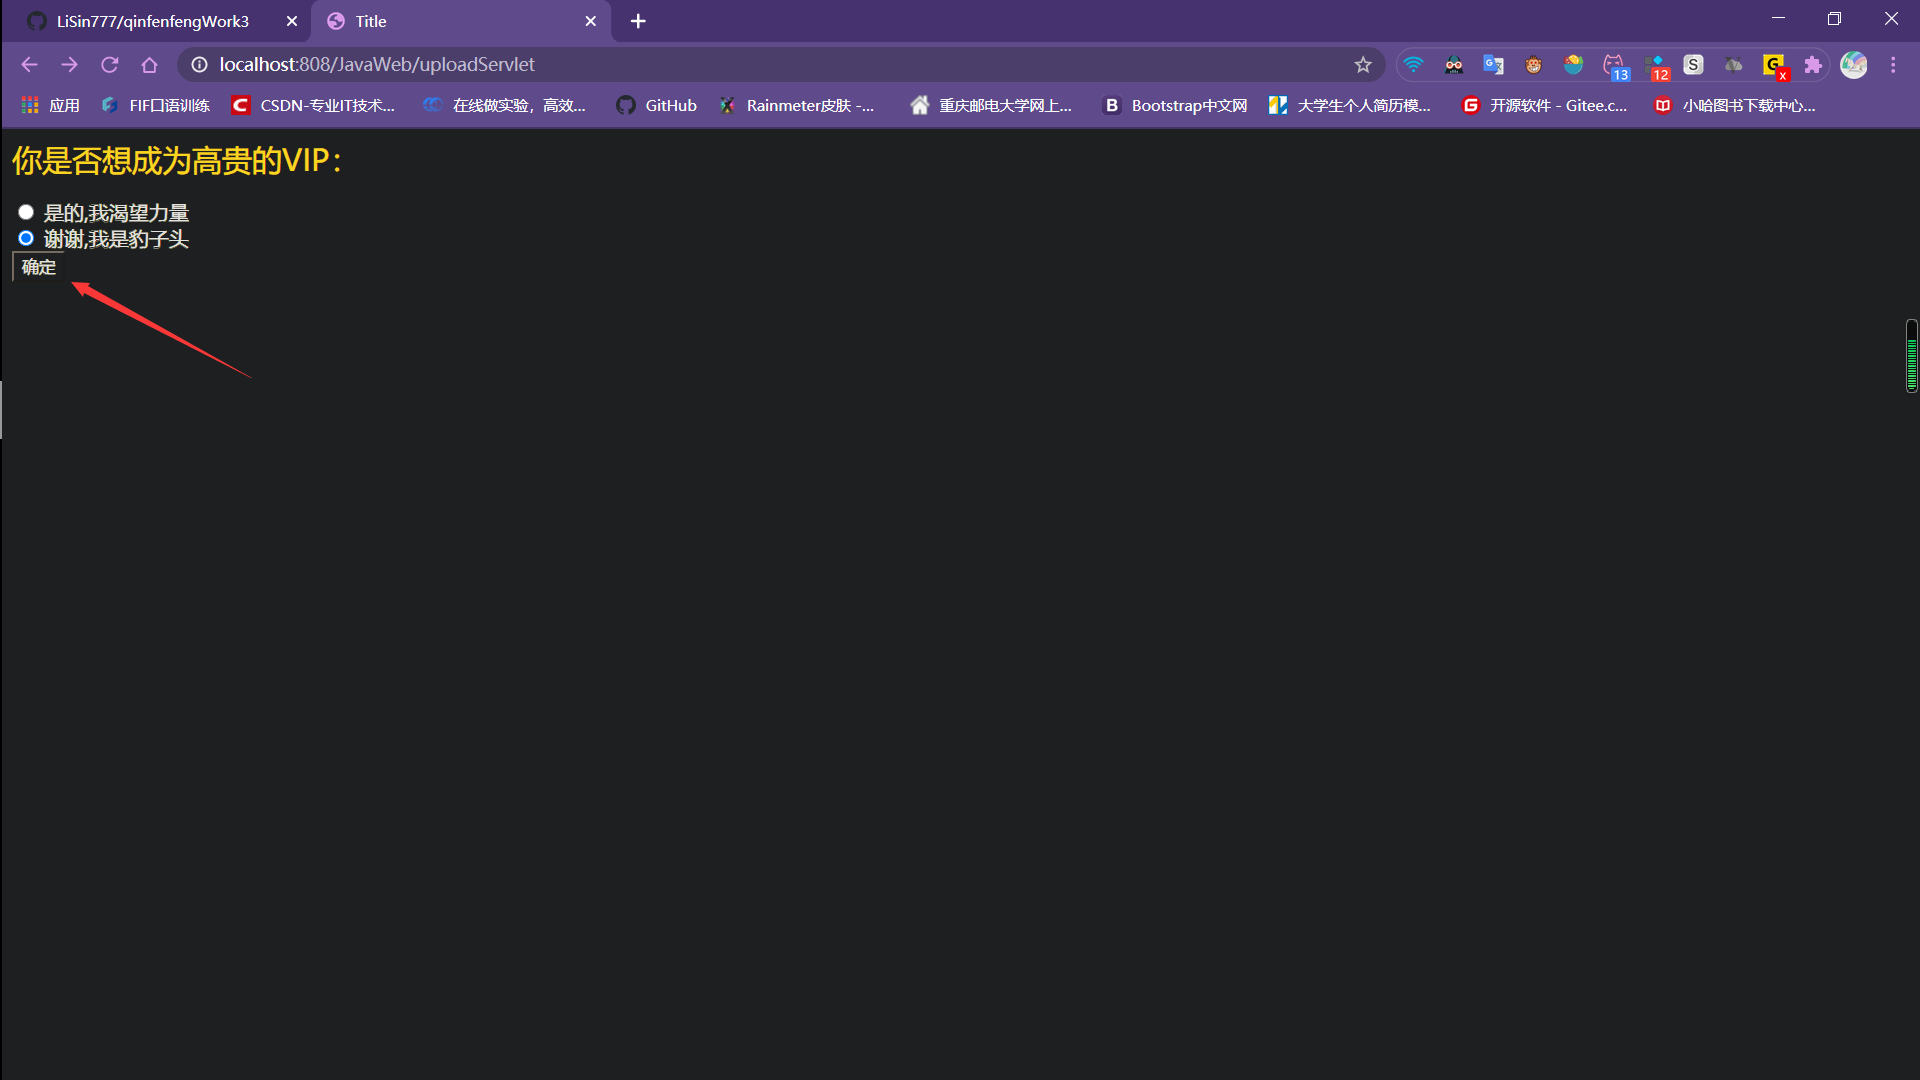 LiSin777/qinfenfengWork3
Title
localhost:808/JavaWeb/uploadServlet
13
12
S
G
x
应用
FIF口语训练
CSDN-专业IT技术...
在线做实验，高效...
GitHub
Rainmeter皮肤 -...
重庆邮电大学网上...
B
Bootstrap中文网
大学生个人简历模...
开源软件 - Gitee.c...
小哈图书下载中心...
你是否想成为高贵的VIP：
是的,我渴望力量
谢谢,我是豹子头
确定